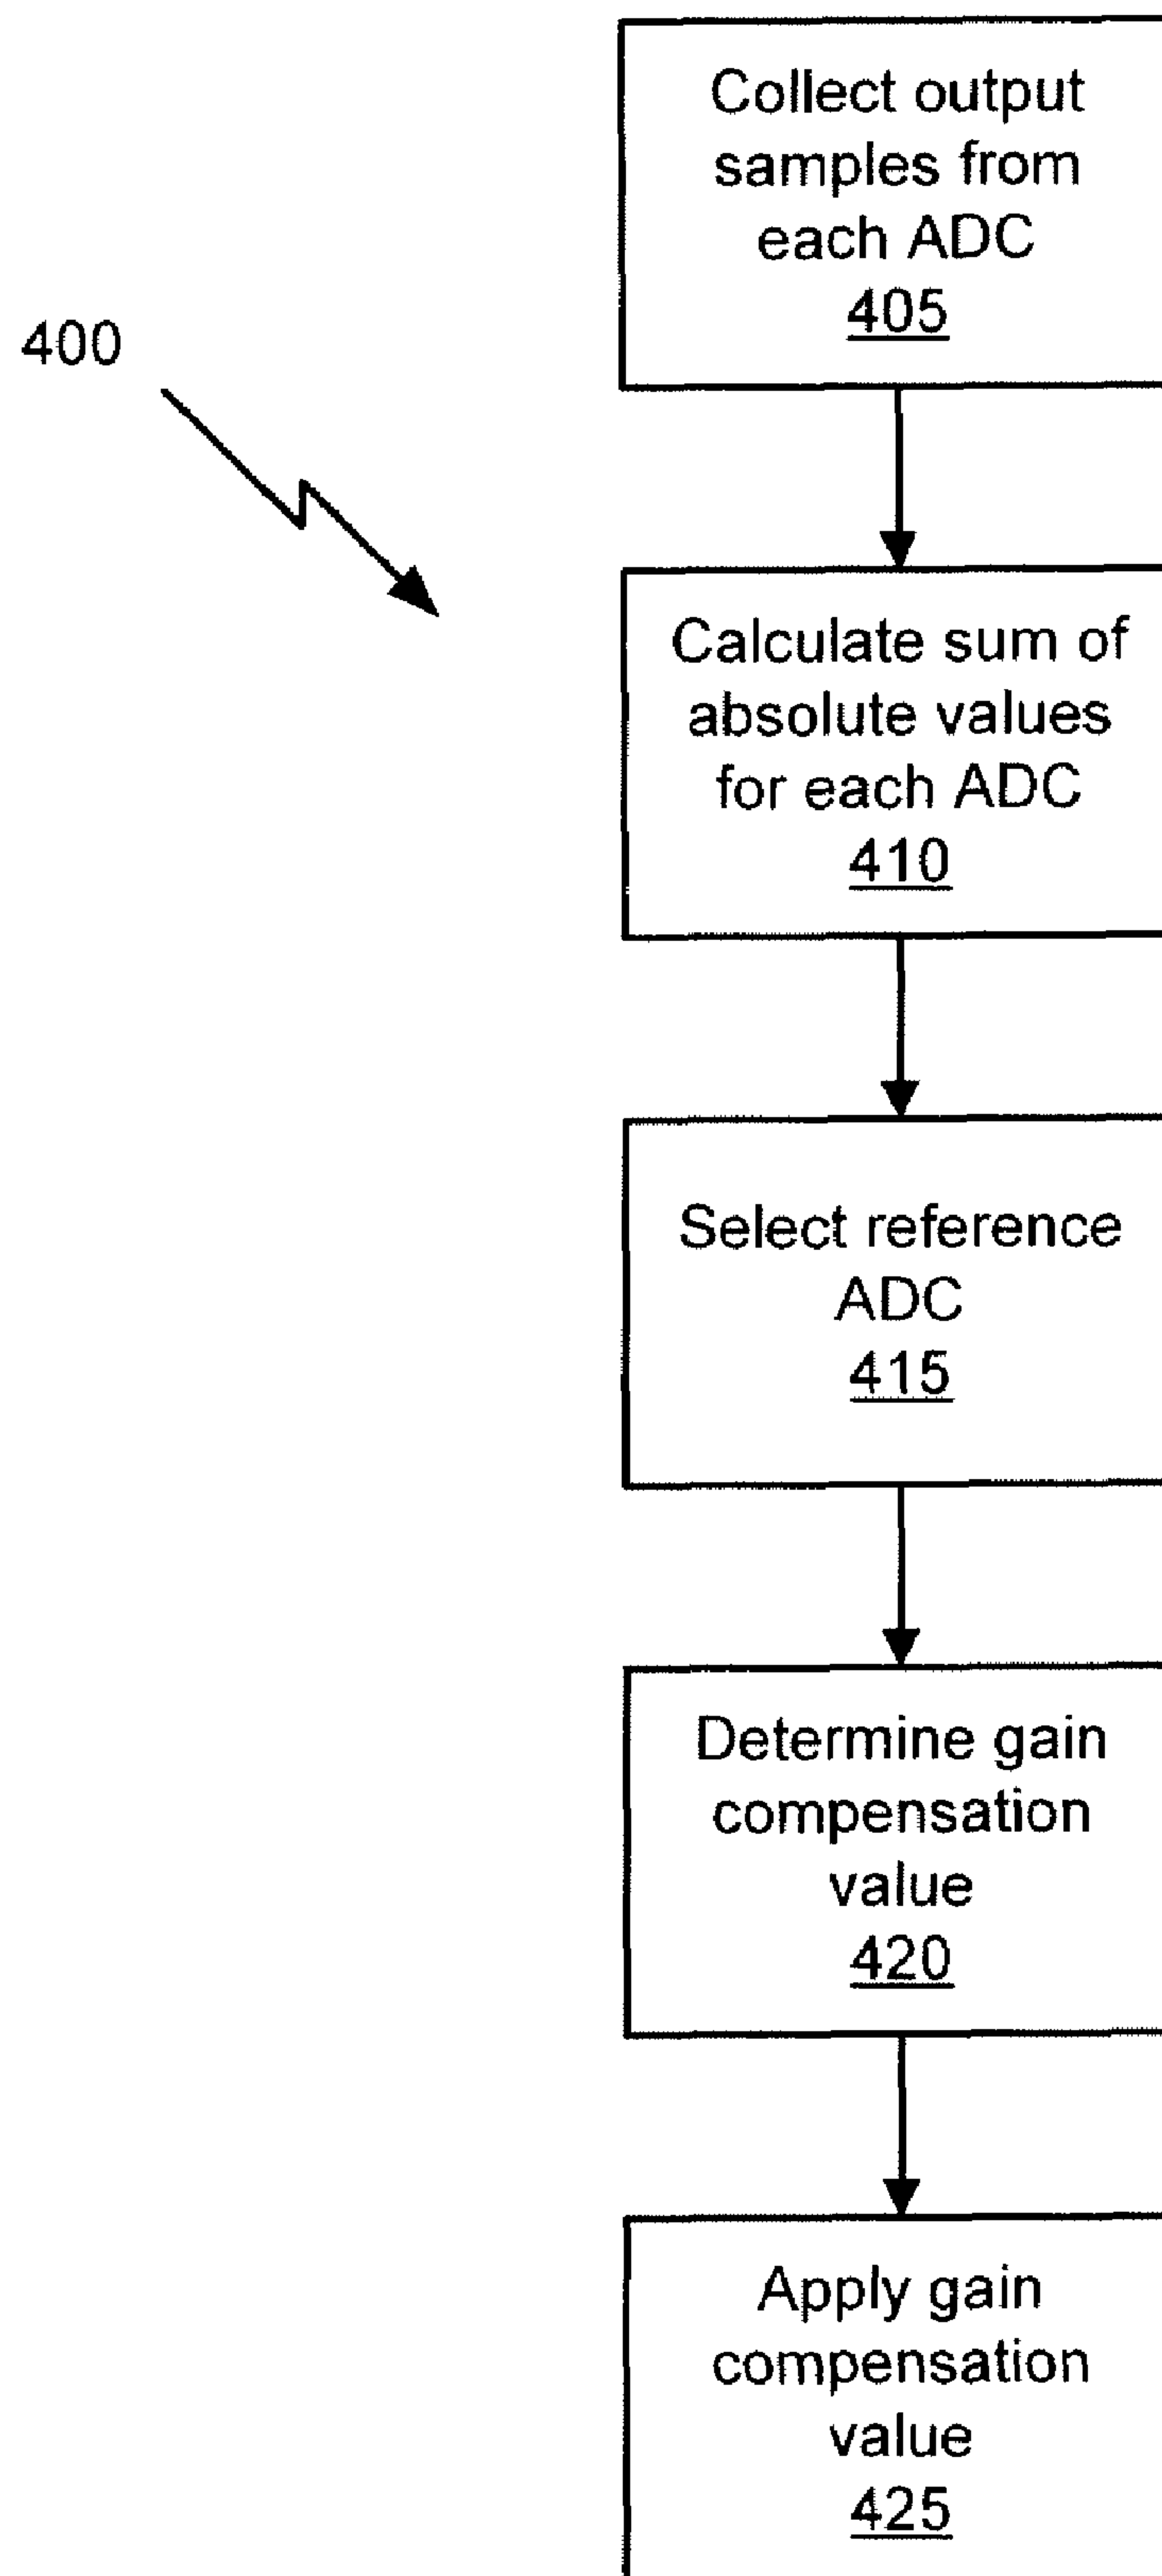 Collect output
samples from
each ADC
405
400
Calculate sum of
absolute values
for each ADC
410
Select reference
ADC
415
Determine gain
compensation
value
420
Apply gain
compensation
value
425